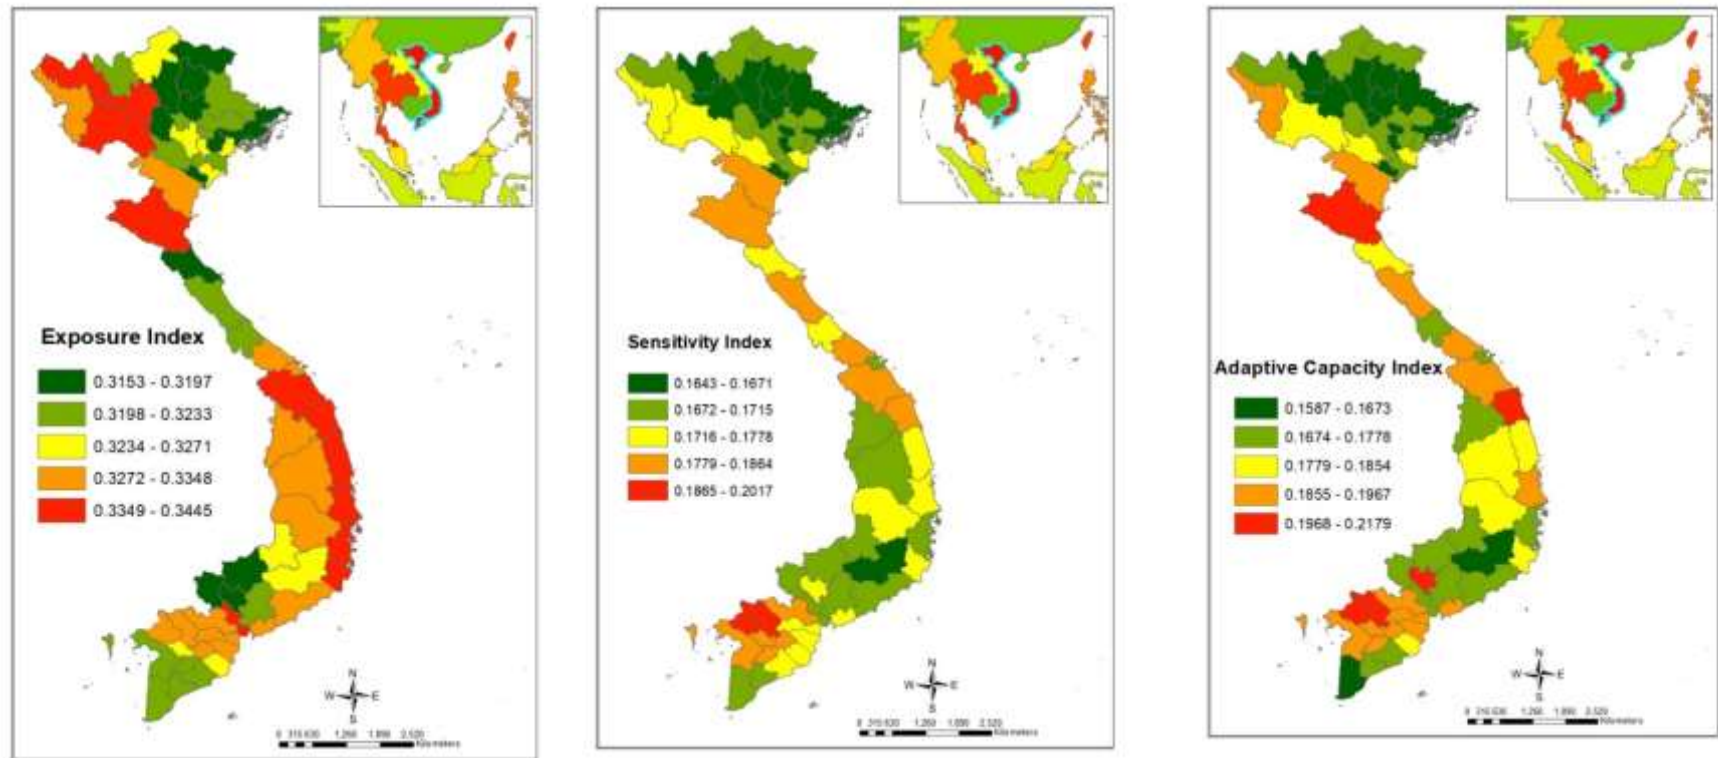 Exposure Index
0.3153 - 0.3197
0.3198 - 0.3233
0.3234 - 0.3271
0.3272 - 0.3348
0.3349 - 0.3445
N
W E
S
Kilometers
Sensitivity Index
0.1643 - 0.1671
0.1672 - 0.1715
0.1716 - 0.1778
0.1779 - 0.1864
0.1865 - 0.2017
N
W E
S
Kilometers
Adaptive Capacity Index
0.1587 - 0.1673
0.1674 - 0.1778
0.1779 - 0.1854
0.1855 - 0.1967
0.1968 - 0.2179
N
W E
S
Kilometers